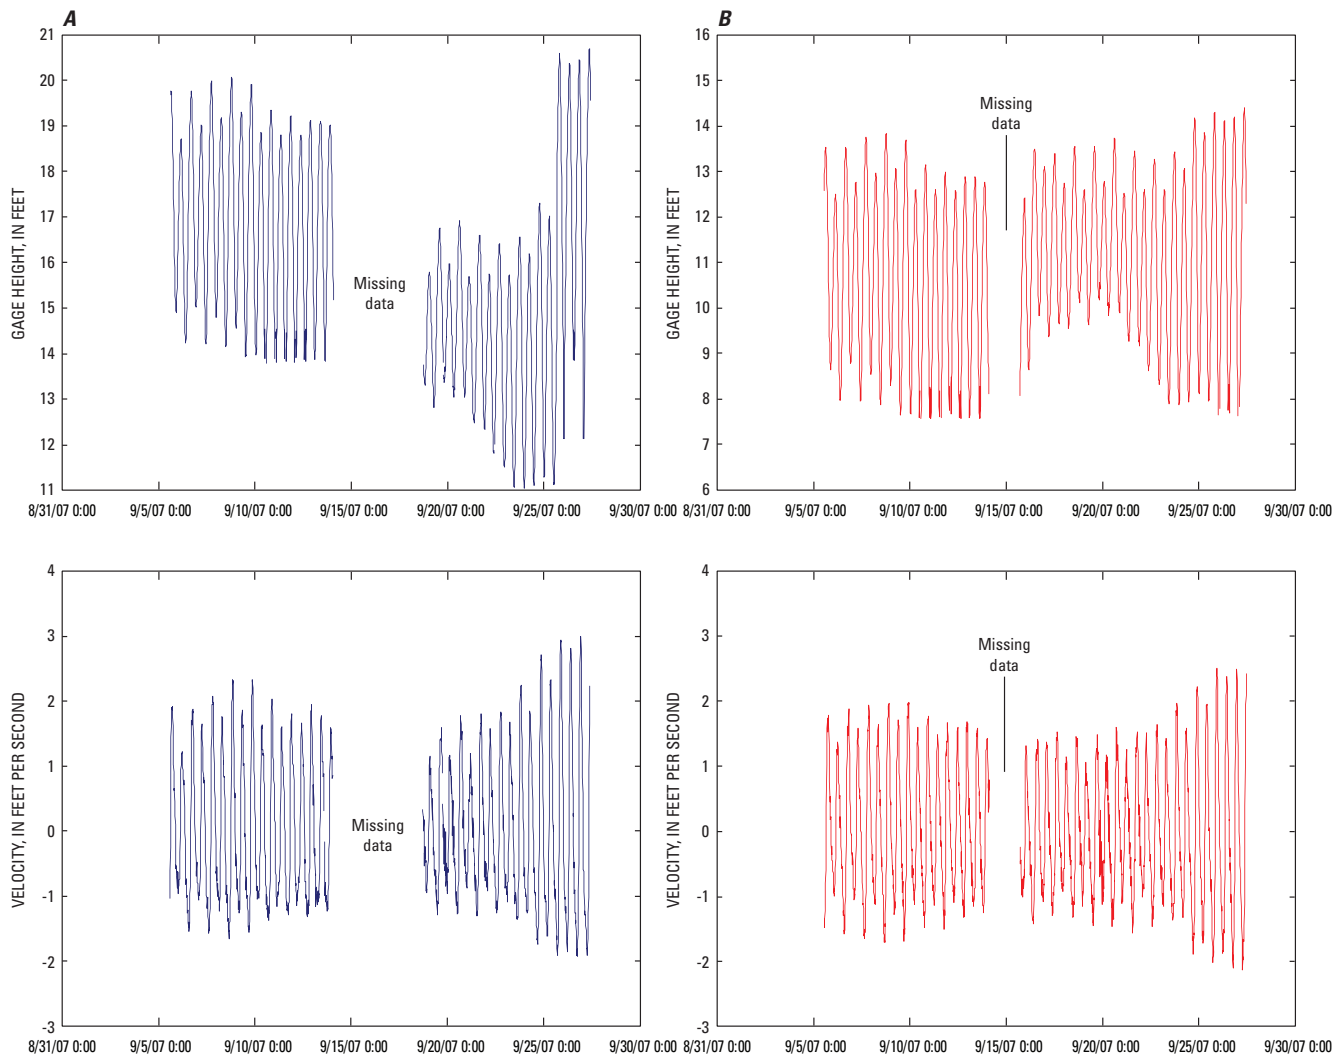 A
21
20
19
18
17
16
15
14
13
12
11
GAGE HEIGHT, IN FEET
Missing
data
8/31/07 0:00 9/5/07 0:00 9/10/07 0:00 9/15/07 0:00 9/20/07 0:00 9/25/07 0:00 9/30/07 0:00
B
16
15
14
13
12
11
10
9
8
7
6
GAGE HEIGHT, IN FEET
Missing
data
8/31/07 0:00 9/5/07 0:00 9/10/07 0:00 9/15/07 0:00 9/20/07 0:00 9/25/07 0:00 9/30/07 0:00
4
3
2
1
0
-1
-2
-3
VELOCITY, IN FEET PER SECOND
Missing
data
8/31/07 0:00 9/5/07 0:00 9/10/07 0:00 9/15/07 0:00 9/20/07 0:00 9/25/07 0:00 9/30/07 0:00
4
3
2
1
0
-1
-2
-3
VELOCITY, IN FEET PER SECOND
Missing
data
8/31/07 0:00 9/5/07 0:00 9/10/07 0:00 9/15/07 0:00 9/20/07 0:00 9/25/07 0:00 9/30/07 0:00